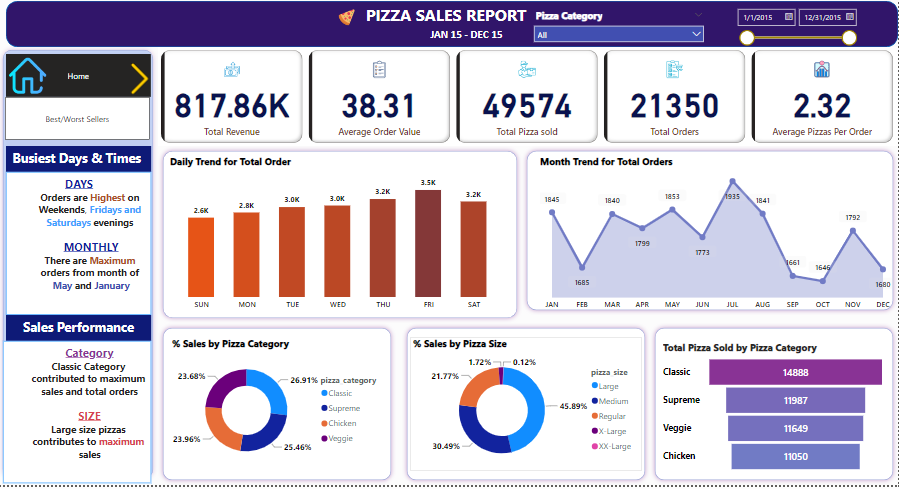 PIZZA SALES REPORT
JAN 15 - DEC 15
Pizza Category
All
1/1/2015
12/31/2015
Home
Best/Worst Sellers
Busiest Days & Times
DAYS
Orders are Highest on
Weekends, Fridays and
Saturdays evenings
MONTHLY
There are Maximum
orders from month of
May and January
Sales Performance
Category
Classic Category
contributed to maximum
sales and total orders
SIZE
Large size pizzas
contributes to maximum
sales
817.86K
Total Revenue
38.31
Average Order Value
49574
Total Pizza sold
21350
Total Orders
2.32
Average Pizzas Per Order
Daily Trend for Total Order
2.6K
2.8K
3.0K
3.0K
3.2K
3.5K
3.2K
SUN
MON
TUE
WED
THU
FRI
SAT
Month Trend for Total Orders
1845
1685
1840
1799
1853
1773
1935
1841
1661
1646
1792
1680
JAN
FEB
MAR
APR
MAY
JUN
JUL
AUG
SEP
OCT
NOV
DEC
% Sales by Pizza Category
23.68%
26.91%
23.96%
25.46%
pizza category
Classic
Supreme
Chicken
Veggie
% Sales by Pizza Size
1.72%
0.12%
21.77%
45.89%
30.49%
pizza size
Large
Medium
Regular
X-Large
XX-Large
Total Pizza Sold by Pizza Category
Classic
14888
Supreme
11987
Veggie
11649
Chicken
11050